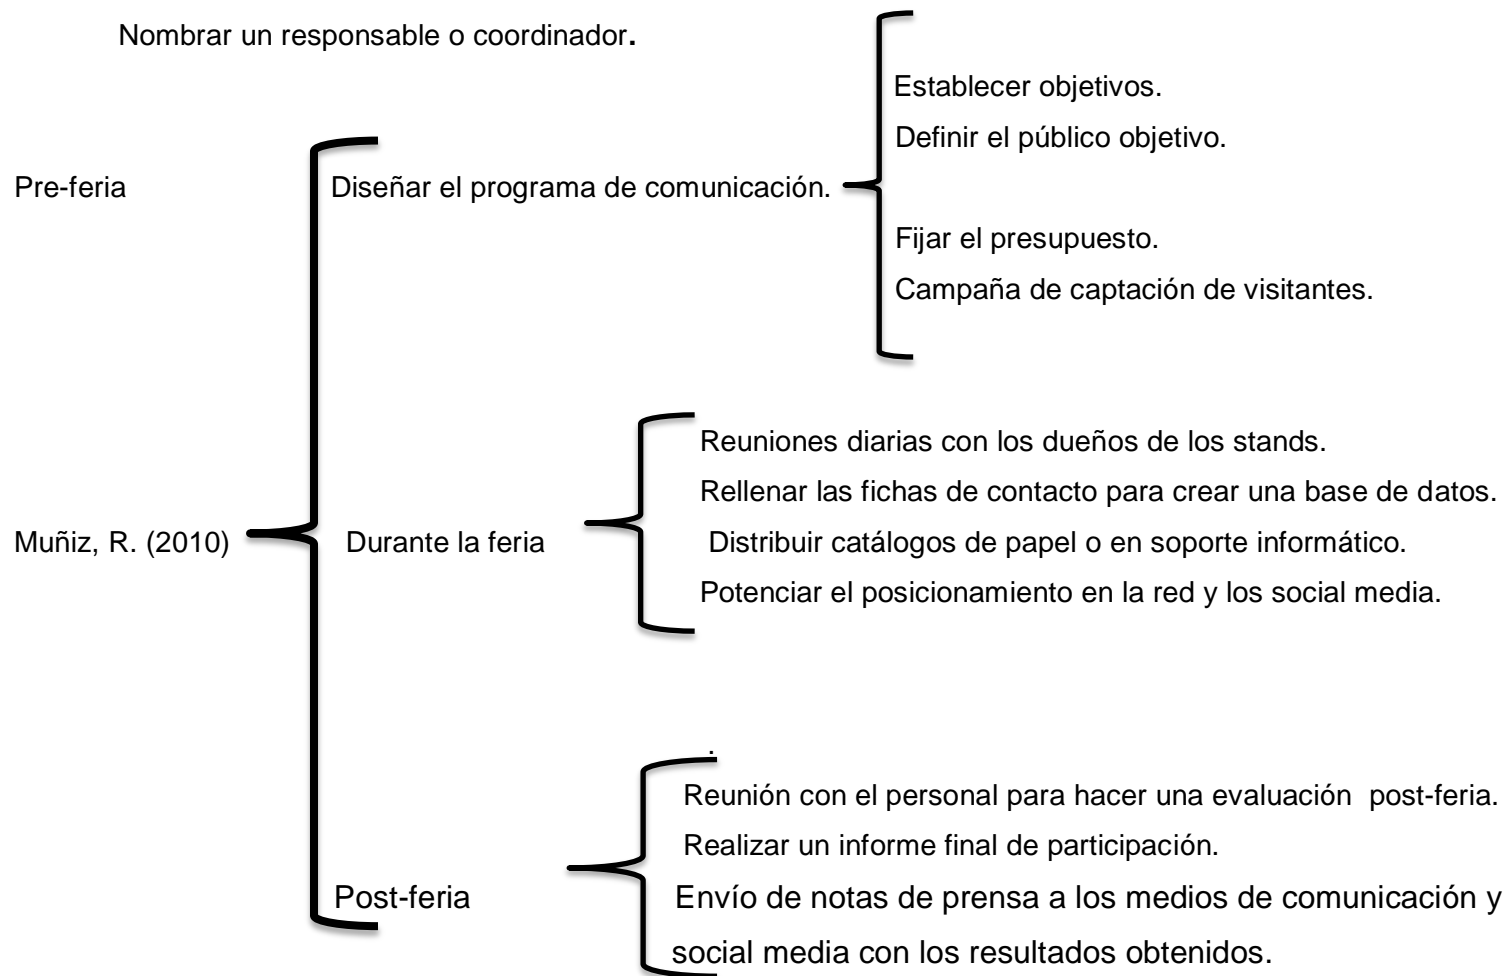 Nombrar un responsable o coordinador.
Establecer objetivos.
Definir el público objetivo.
Pre-feria
Diseñar el programa de comunicación.
Fijar el presupuesto.
Campaña de captación de visitantes.
Reuniones diarias con los dueños de los stands.
Rellenar las fichas de contacto para crear una base de datos.
Muñiz, R. (2010)
Durante la feria
Distribuir catálogos de papel o en soporte informático.
Potenciar el posicionamiento en la red y los social media.
.
Reunión con el personal para hacer una evaluación  post-feria.
Realizar un informe final de participación.
Post-feria
Envío de notas de prensa a los medios de comunicación y
social media con los resultados obtenidos.